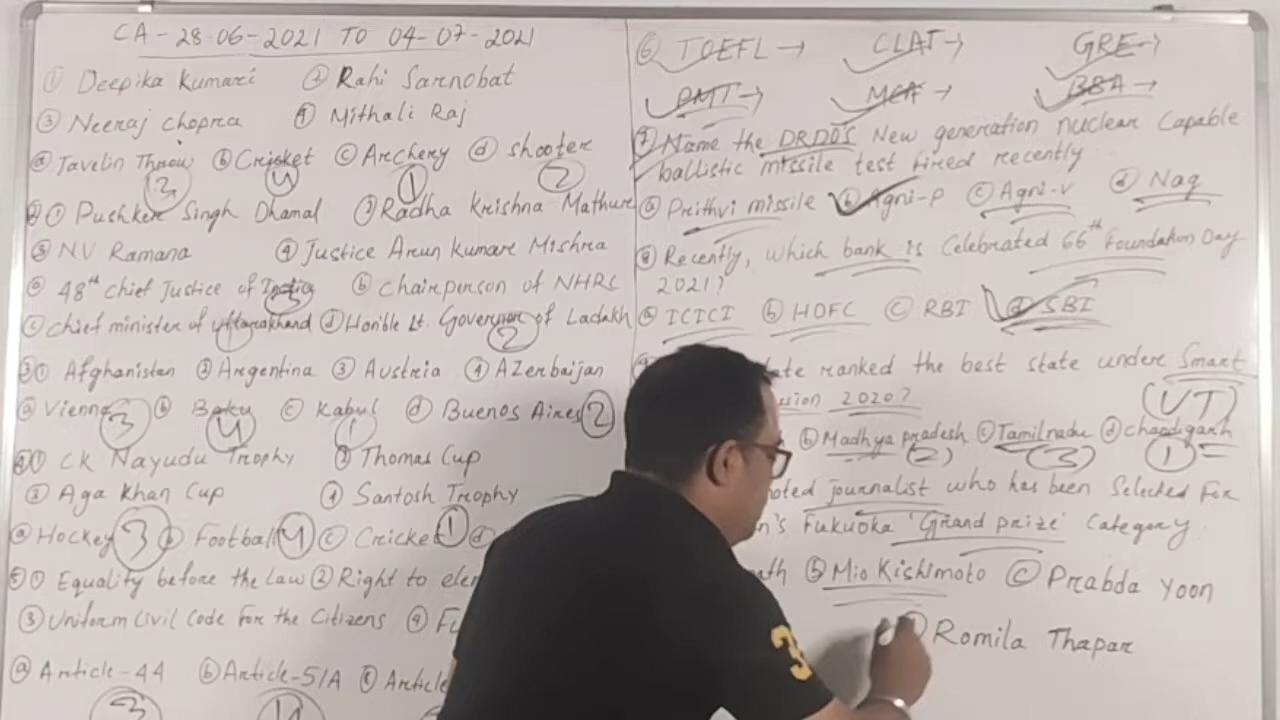 CA - 28-06-2021 TO 04-07-2021
① Deepika Kumari ② Rahi Sarnobat
③ Neeraj Chopra ④ Mithali Raj
ⓐ Javelin Throw ⓑ Cricket ⓒ Archery ⓓ shooter
3 4 1 2
② ① Pushker Singh Dhamal ② Radha Krishna Mathure
③ NV Ramana ④ Justice Arun Kumar Mishra
ⓐ 48th Chief Justice of India ⓑ Chairperson of NHRC
3
ⓒ Chief minister of Uttarakhand ⓓ Hon'ble Lt. Governor of Ladakh
1 2
③ ① Afghanistan ② Argentina ③ Austria ④ AZerbaijan
ⓐ Vienna ⓑ Baku ⓒ Kabul ⓓ Buenos Aires
3 4 1 2
④ ① CK Nayudu Trophy ② Thomas Cup
③ Aga Khan Cup ④ Santosh Trophy
ⓐ Hockey 3 ⓑ Football 4 ⓒ Cricket 1 ⓓ
⑤ ① Equality before the law ② Right to
③ Uniform Civil Code For the Citizens ④
ⓐ Article-44 ⓑ Article-51A ⓒ Article
3 4
⑥ TOEFL → CLAT → GRE →
PMT → MCA → BBA →
⑦ Name the DRDO'S New generation nuclear Capable
ballistic missile test fired recently
ⓐ Prithvi missile ⓑ Agni-P ⓒ Agni-V ⓓ Nag
⑧ Recently, which bank is Celebrated 66th Foundation Day
2021?
ⓐ ICICI ⓑ HDFC ⓒ RBI ⓓ SBI
ranked the best state under Smart
2020?
(UT)
ⓑ Madhya pradesh ⓒ Tamilnadu ⓓ chandigarh
(2) (3) 1
journalist who has been Selected For
Fukuoka 'Grand prize' Category
ⓑ Mio Kishimoto ⓒ Prabda Yoon
Romila Thapar
3